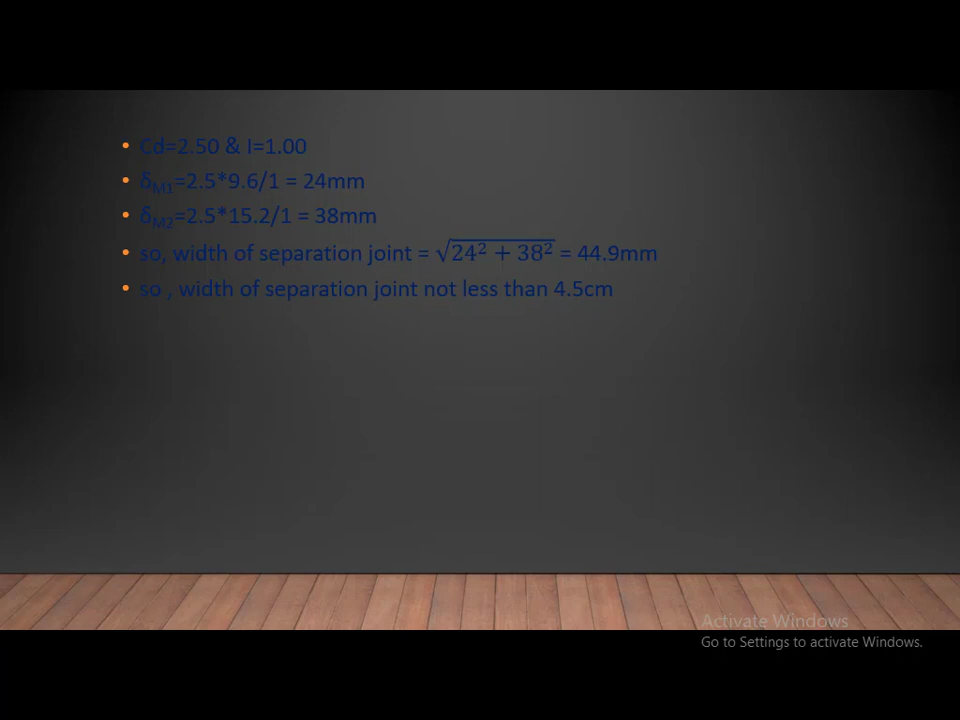 • Cd=2.50 & I=1.00
• δM1=2.5*9.6/1 = 24mm
• δM2=2.5*15.2/1 = 38mm
• so, width of separation joint = √24² + 38² = 44.9mm
• so , width of separation joint not less than 4.5cm
Activate Windows
Go to Settings to activate Windows.